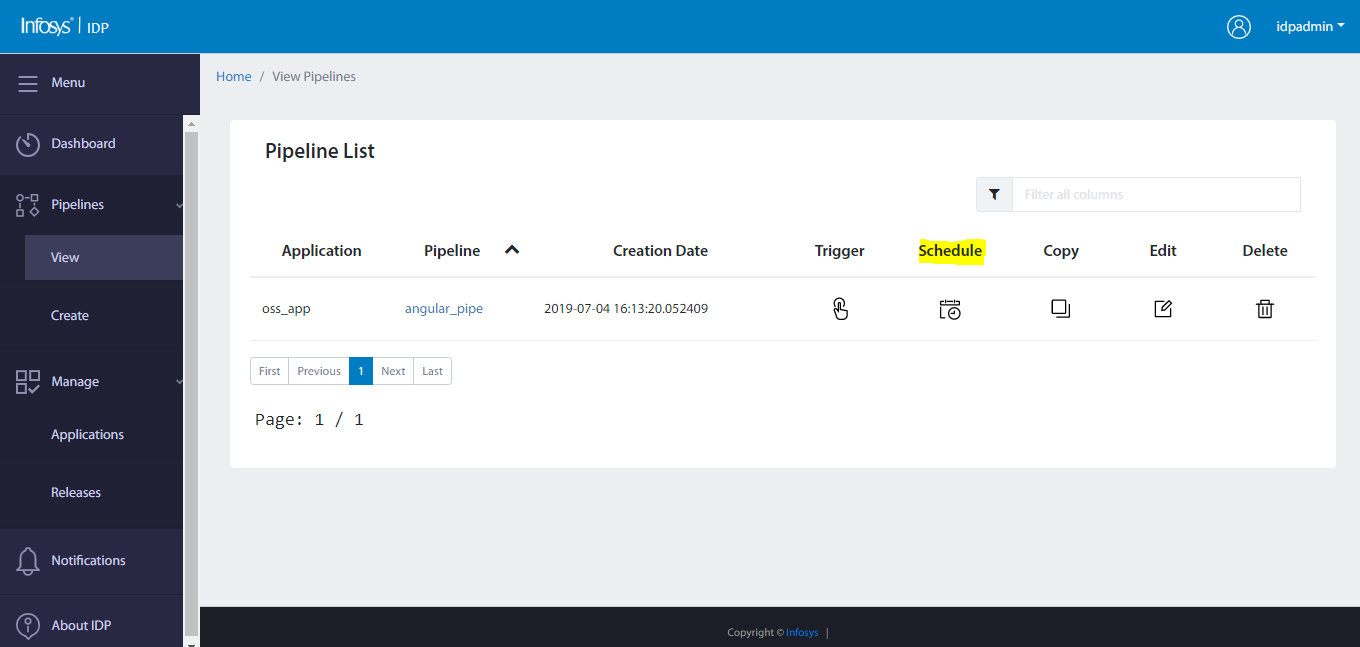 Infosys® | IDP
idpadmin
Menu
Home / View Pipelines
Dashboard
Pipelines
View
Create
Manage
Applications
Releases
Notifications
About IDP
Pipeline List
Filter all columns
Application Pipeline Creation Date Trigger Schedule Copy Edit Delete
oss_app angular_pipe 2019-07-04 16:13:20.052409
First Previous 1 Next Last
Page: 1 / 1
Copyright © Infosys |